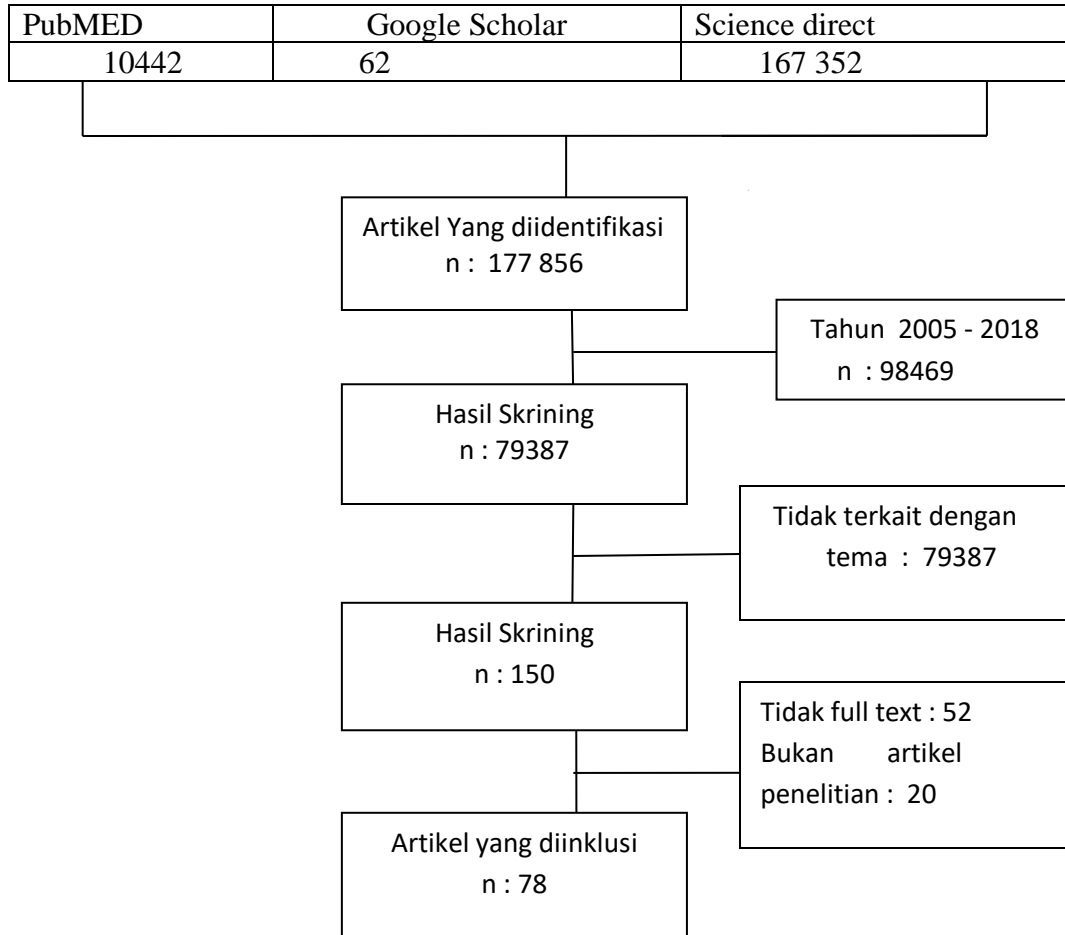 PubMED Google Scholar Science direct
10442 62 167 352
Artikel Yang diidentifikasi
n : 177 856
Tahun 2005 - 2018
n : 98469
Hasil Skrining
n : 79387
Tidak terkait dengan
tema : 79387
Hasil Skrining
n : 150
Tidak full text : 52
Bukan artikel
penelitian : 20
Artikel yang diinklusi
n : 78